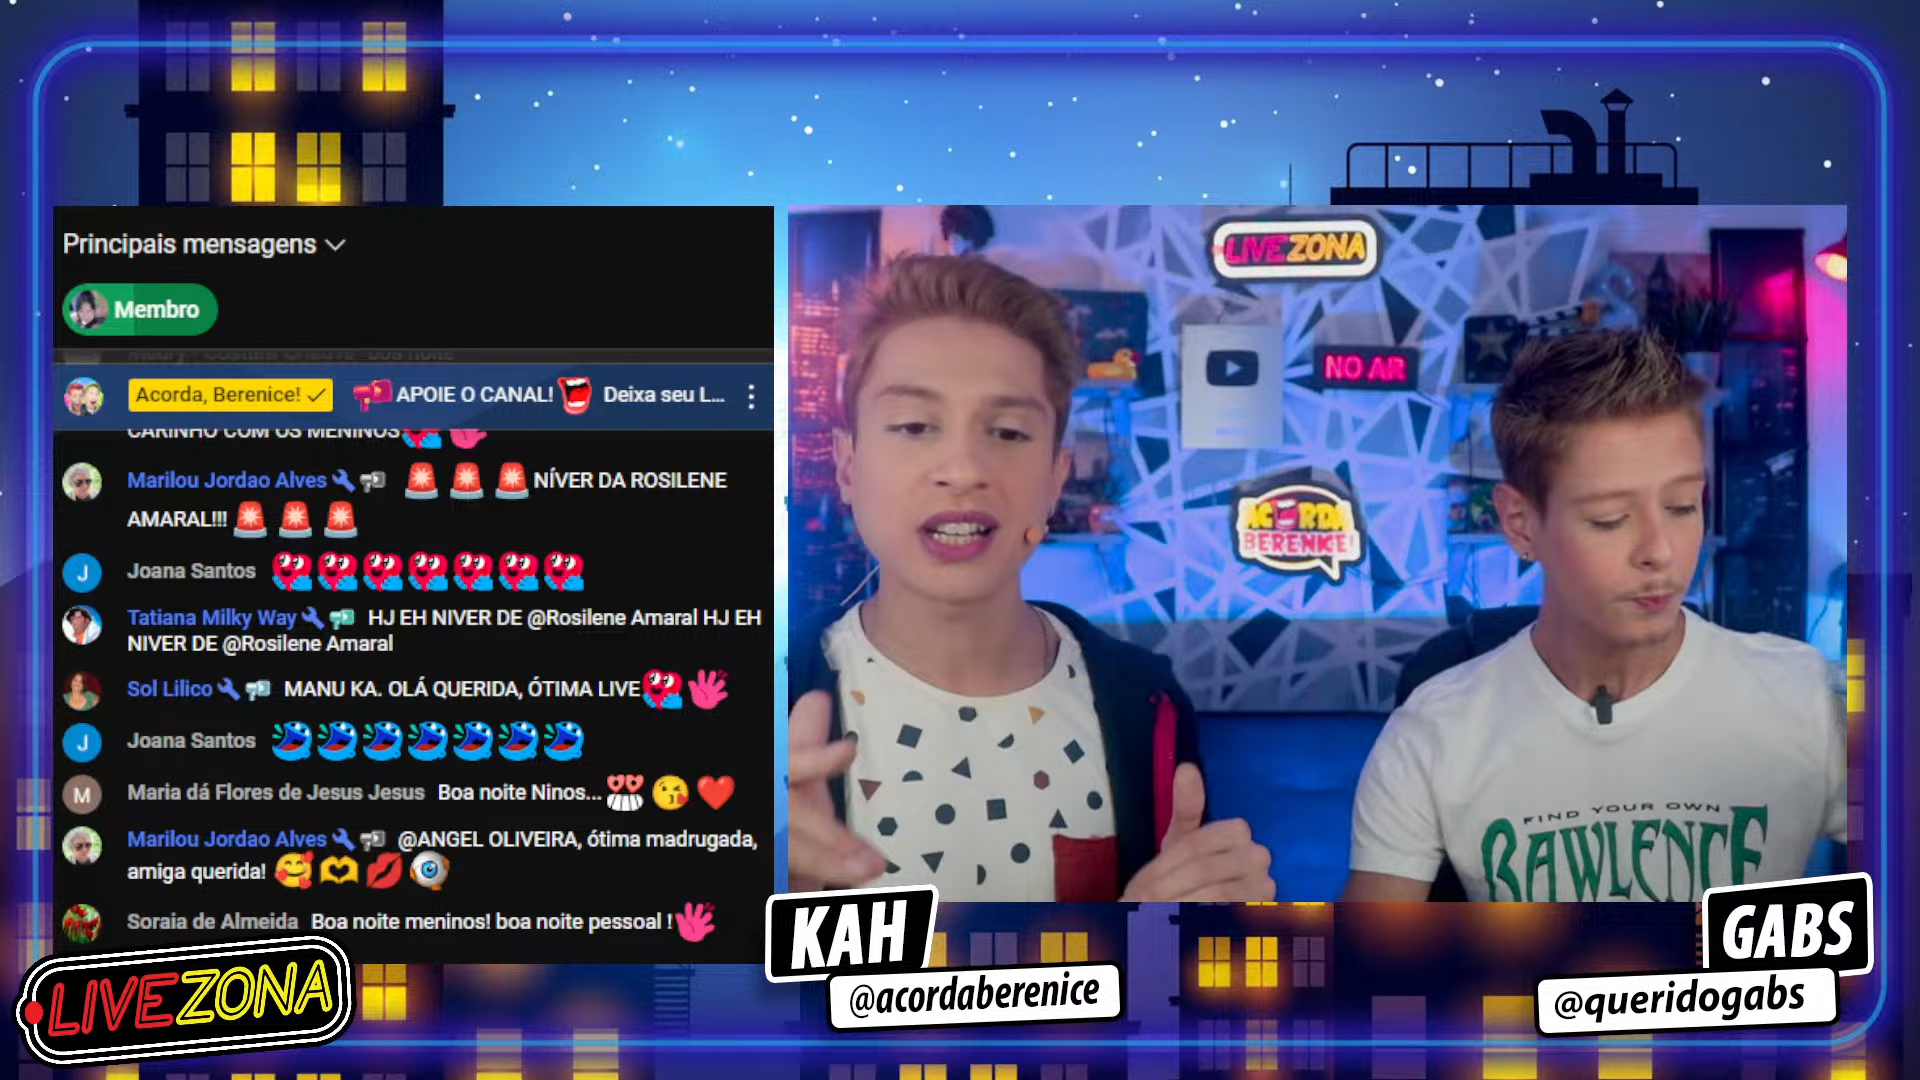 Principais mensagens
Membro
Acorda, Berenice! APOIE O CANAL! Deixa seu L...
CARINHO COM OS MENINOS
Marilou Jordao Alves NÍVER DA ROSILENE
AMARAL!!!
Joana Santos
Tatiana Milky Way HJ EH NIVER DE @Rosilene Amaral HJ EH
NIVER DE @Rosilene Amaral
Sol Lilico MANU KA. OLÁ QUERIDA, ÓTIMA LIVE
Joana Santos
Maria dá Flores de Jesus Jesus Boa noite Ninos...
Marilou Jordao Alves @ANGEL OLIVEIRA, ótima madrugada,
amiga querida!
Soraia de Almeida Boa noite meninos! boa noite pessoal !
J
J
M
LIVEZONA
LIVEZONA
NO AR
ACORDA
BERENICE!
FIND YOUR OWN
RAWLENCE
KAH
@acordaberenice
GABS
@queridogabs